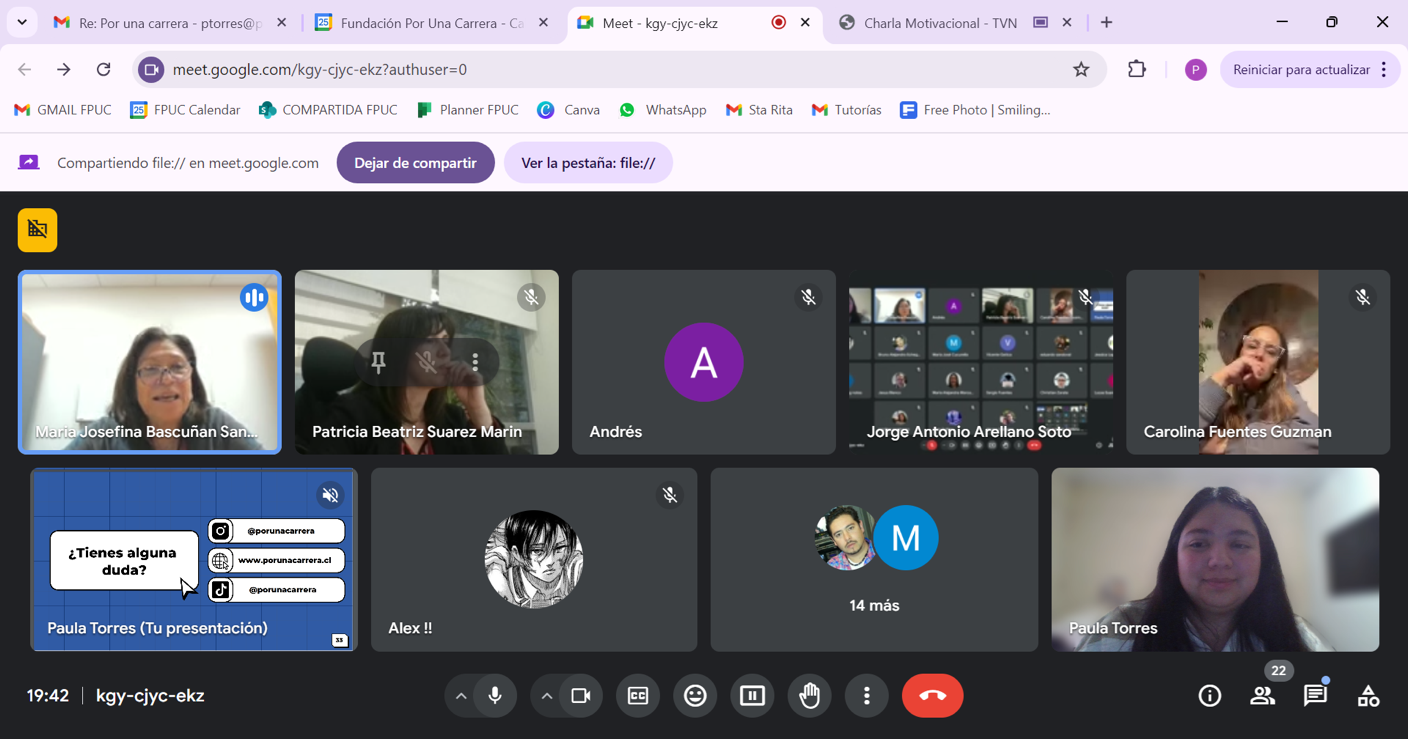 Re: Por una carrera - ptorres@p
Fundación Por Una Carrera - Ca
Meet - kgy-cjyc-ekz
Charla Motivacional - TVN
meet.google.com/kgy-cjyc-ekz?authuser=0
P
Reiniciar para actualizar
GMAIL FPUC
FPUC Calendar
COMPARTIDA FPUC
Planner FPUC
Canva
WhatsApp
Sta Rita
Tutorías
Free Photo | Smiling...
Compartiendo file:// en meet.google.com
Dejar de compartir
Ver la pestaña: file://
Maria Josefina Bascuñan San...
Patricia Beatriz Suarez Marin
A
Andrés
Jorge Antonio Arellano Soto
Carolina Fuentes Guzman
¿Tienes alguna
duda?
@porunacarrera
www.porunacarrera.cl
@porunacarrera
33
Paula Torres (Tu presentación)
Alex !!
M
14 más
Paula Torres
19:42
kgy-cjyc-ekz
CC
22